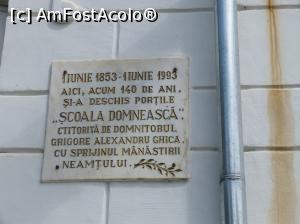 [c] AmFostAcolo®
1 IUNIE 1853 - 1 IUNIE 1993
AICI, ACUM 140 DE ANI,
ŞI-A DESCHIS PORŢILE
„ŞCOALA DOMNEASCĂ”,
CTITORITĂ DE DOMNITORUL
GRIGORE ALEXANDRU GHICA,
CU SPRIJINUL MĂNĂSTIRII
NEAMŢULUI.